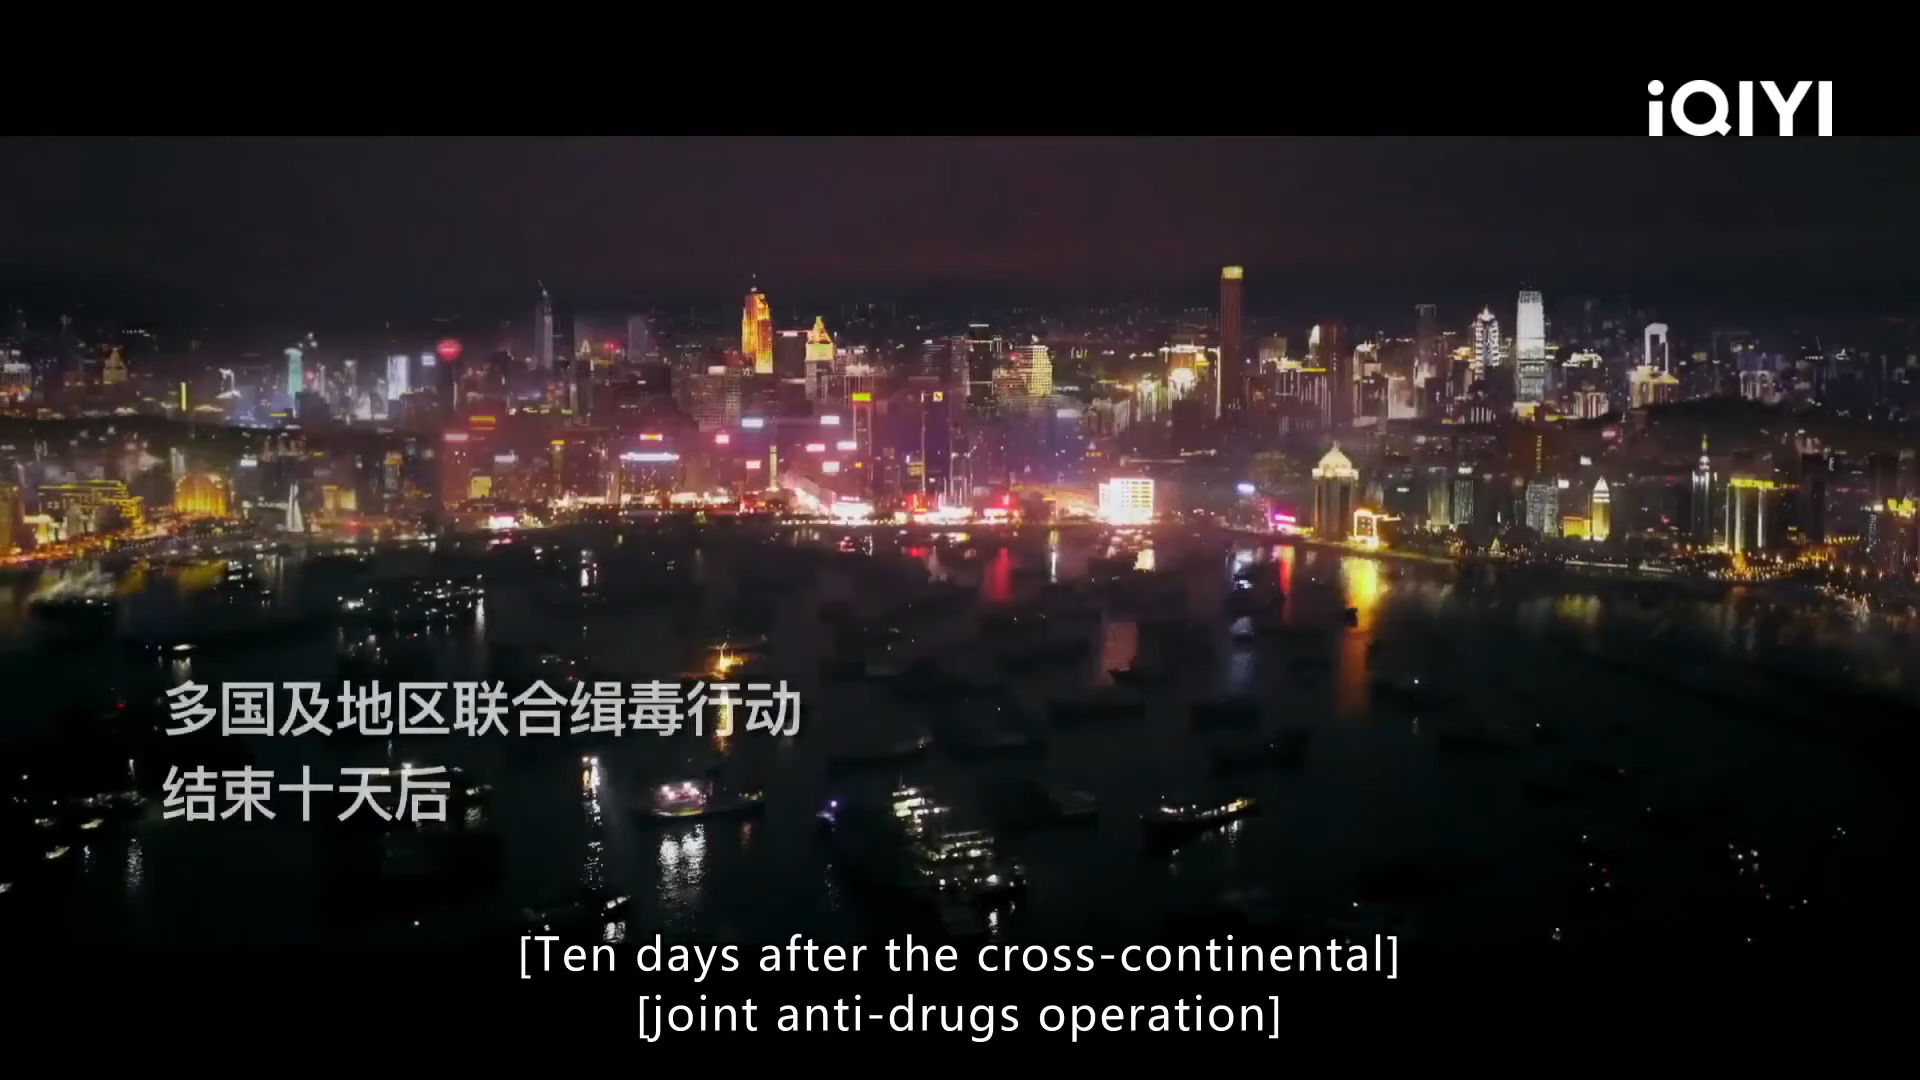 iQIYI
多国及地区联合缉毒行动
结束十天后
[Ten days after the cross-continental]
[joint anti-drugs operation]